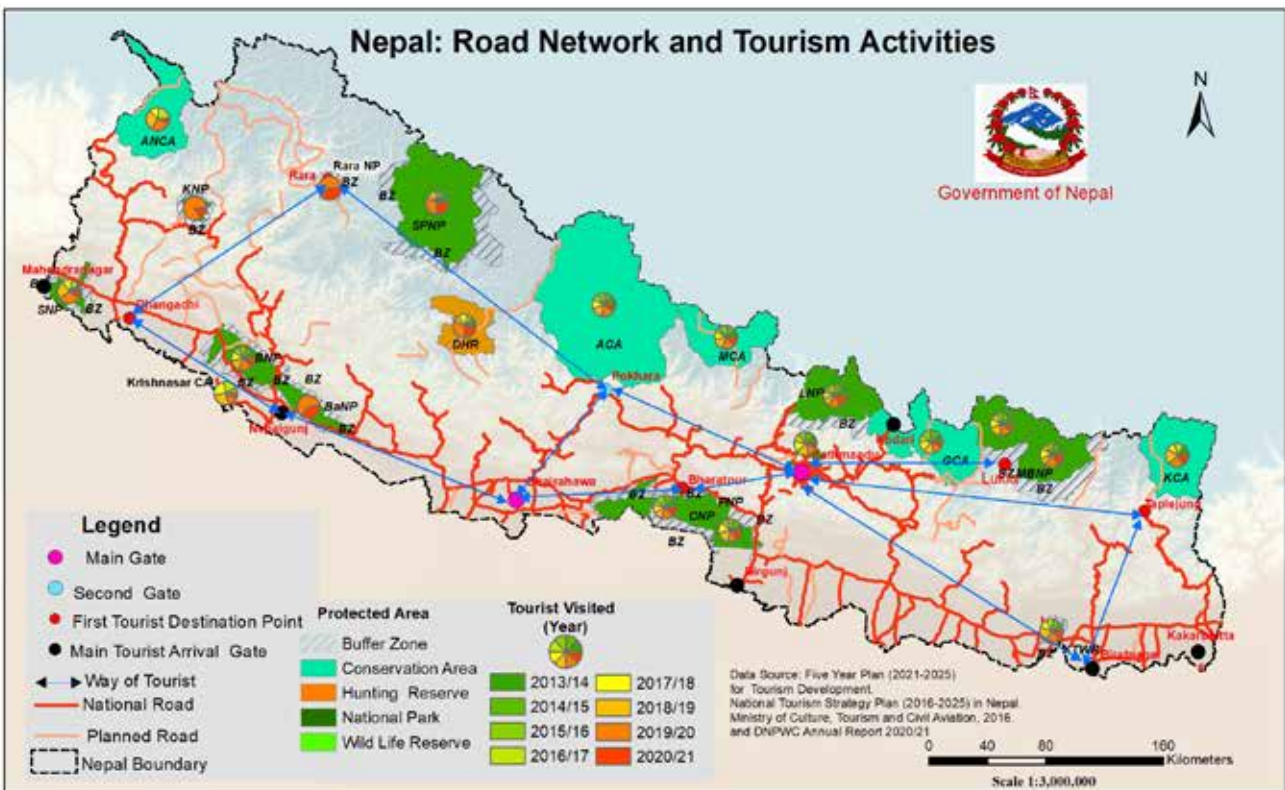 Nepal: Road Network and Tourism Activities
N
Government of Nepal
ANCA
KNP
BZ
Rara
Rara NP
BZ
BZ
SPNP
BZ
Mahendranagar
SNP
BZ
Dhangadhi
BNP
BZ
BZ
BZ
Krishnasar CA
BaNP
BZ
Nepalgunj
DHR
ACA
MCA
Pokhara
LNP
BZ
Kodari
GCA
BZ
MBNP
BZ
Lukla
KCA
Taplejung
Bhairahawa
Bharatpur
BZ
BZ
PNP
CNP
BZ
BZ
Birgunj
Kakarbhitta
Legend
Main Gate
Second Gate
First Tourist Destination Point
Main Tourist Arrival Gate
Way of Tourist
National Road
Planned Road
Nepal Boundary
Protected Area
Buffer Zone
Conservation Area
Hunting Reserve
National Park
Wild Life Reserve
Tourist Visited
(Year)
2013/14
2014/15
2015/16
2016/17
2017/18
2018/19
2019/20
2020/21
Data Source: Five Year Plan (2021-2025)
for Tourism Development.
National Tourism Strategy Plan (2016-2025) in Nepal.
Ministry of Culture, Tourism and Civil Aviation, 2016.
and DNPWC Annual Report 2020/21
0 40 80 160
Kilometers
Scale 1:3,000,000